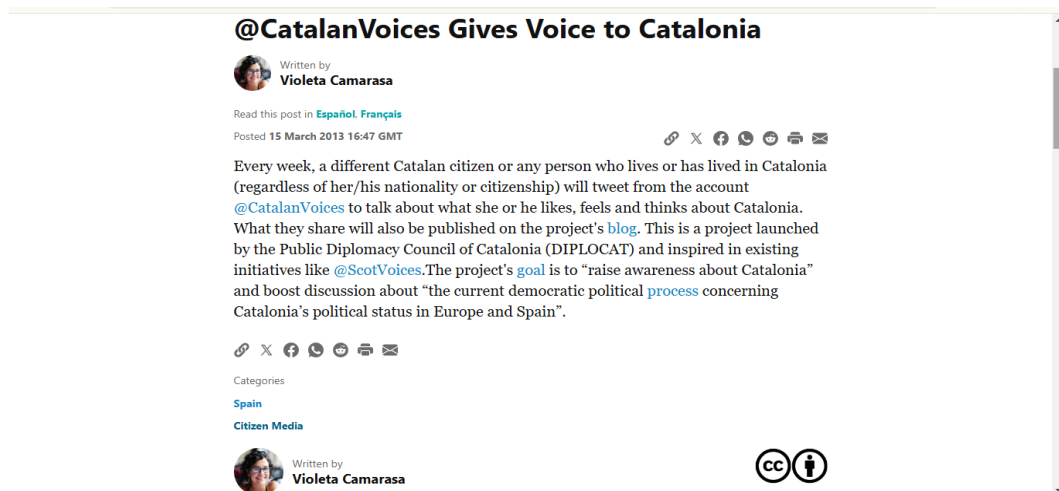 @CatalanVoices Gives Voice to Catalonia
Written by
Violeta Camarasa
Read this post in Español, Français
Posted 15 March 2013 16:47 GMT
Every week, a different Catalan citizen or any person who lives or has lived in Catalonia
(regardless of her/his nationality or citizenship) will tweet from the account
@CatalanVoices to talk about what she or he likes, feels and thinks about Catalonia.
What they share will also be published on the project's blog. This is a project launched
by the Public Diplomacy Council of Catalonia (DIPLOCAT) and inspired in existing
initiatives like @ScotVoices.The project's goal is to “raise awareness about Catalonia”
and boost discussion about “the current democratic political process concerning
Catalonia’s political status in Europe and Spain”.
Categories
Spain
Citizen Media
Written by
Violeta Camarasa
cc